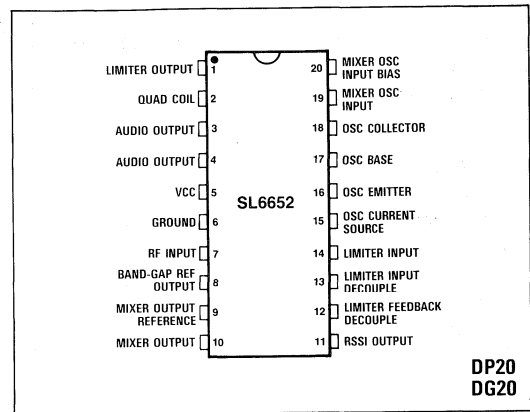 LIMITER OUTPUT 1
QUAD COIL 2
AUDIO OUTPUT 3
AUDIO OUTPUT 4
VCC 5
GROUND 6
RF INPUT 7
BAND-GAP REF
OUTPUT 8
MIXER OUTPUT
REFERENCE 9
MIXER OUTPUT 10
SL6652
20 MIXER OSC
INPUT BIAS
19 MIXER OSC
INPUT
18 OSC COLLECTOR
17 OSC BASE
16 OSC EMITTER
15 OSC CURRENT
SOURCE
14 LIMITER INPUT
13 LIMITER INPUT
DECOUPLE
12 LIMITER FEEDBACK
DECOUPLE
11 RSSI OUTPUT
DP20
DG20